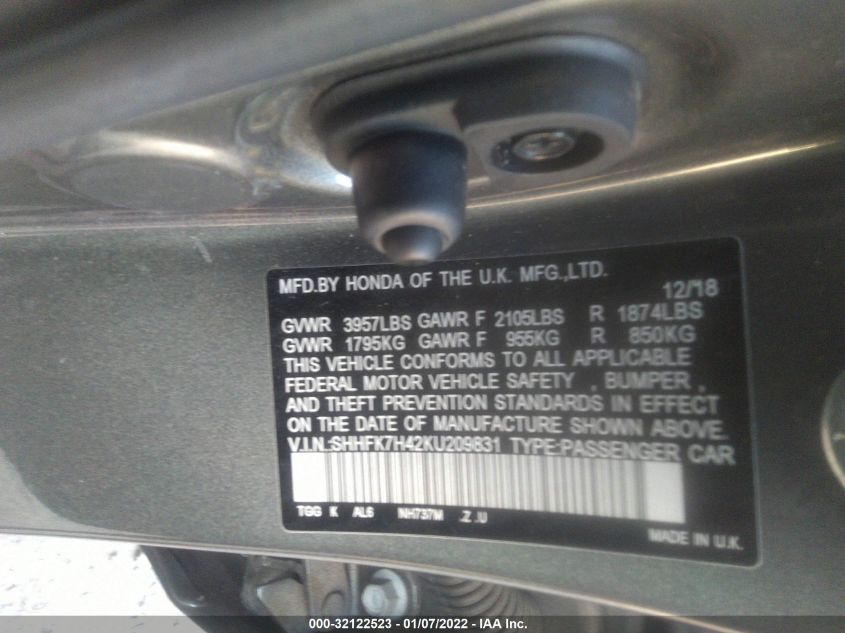 MFD.BY HONDA OF THE U.K. MFG.,LTD.
12/18
GVWR 3957LBS GAWR F 2105LBS R 1874LBS
GVWR 1795KG GAWR F 955KG R 850KG
THIS VEHICLE CONFORMS TO ALL APPLICABLE
FEDERAL MOTOR VEHICLE SAFETY , BUMPER ,
AND THEFT PREVENTION STANDARDS IN EFFECT
ON THE DATE OF MANUFACTURE SHOWN ABOVE.
V.I.N.:SHHFK7H42KU209831 TYPE:PASSENGER CAR
TGG K AL6 NH737M .Z .U
MADE IN U.K.
000-32122523 - 01/07/2022 - IAA Inc.